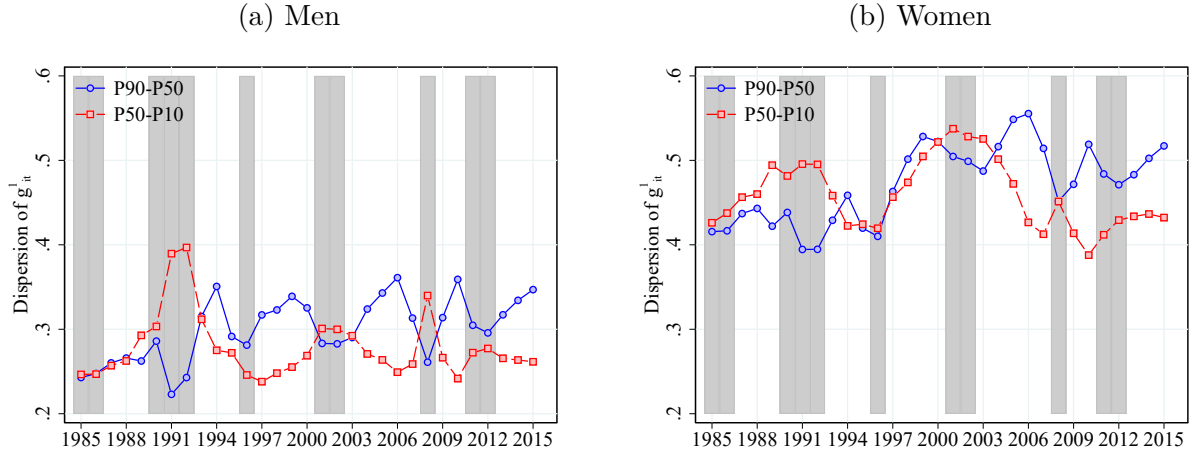 (a) Men
Dispersion of g¹ᵢₜ
.6
.5
.4
.3
.2
P90-P50
P50-P10
1985 1988 1991 1994 1997 2000 2003 2006 2009 2012 2015
(b) Women
Dispersion of g¹ᵢₜ
.6
.5
.4
.3
.2
P90-P50
P50-P10
1985 1988 1991 1994 1997 2000 2003 2006 2009 2012 2015